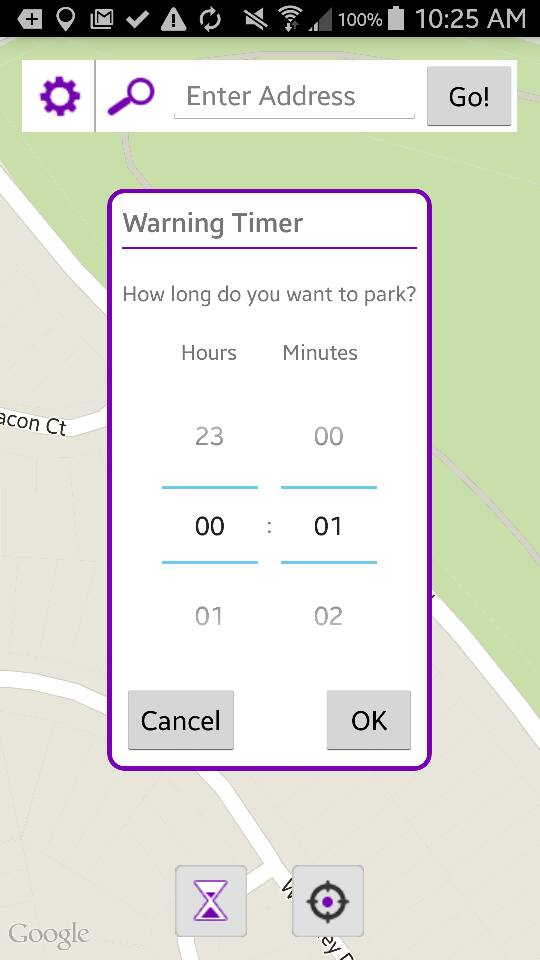 100% 10:25 AM
Enter Address Go!
Warning Timer
How long do you want to park?
Hours Minutes
23 00
00 : 01
01 02
Cancel OK
acon Ct
Google